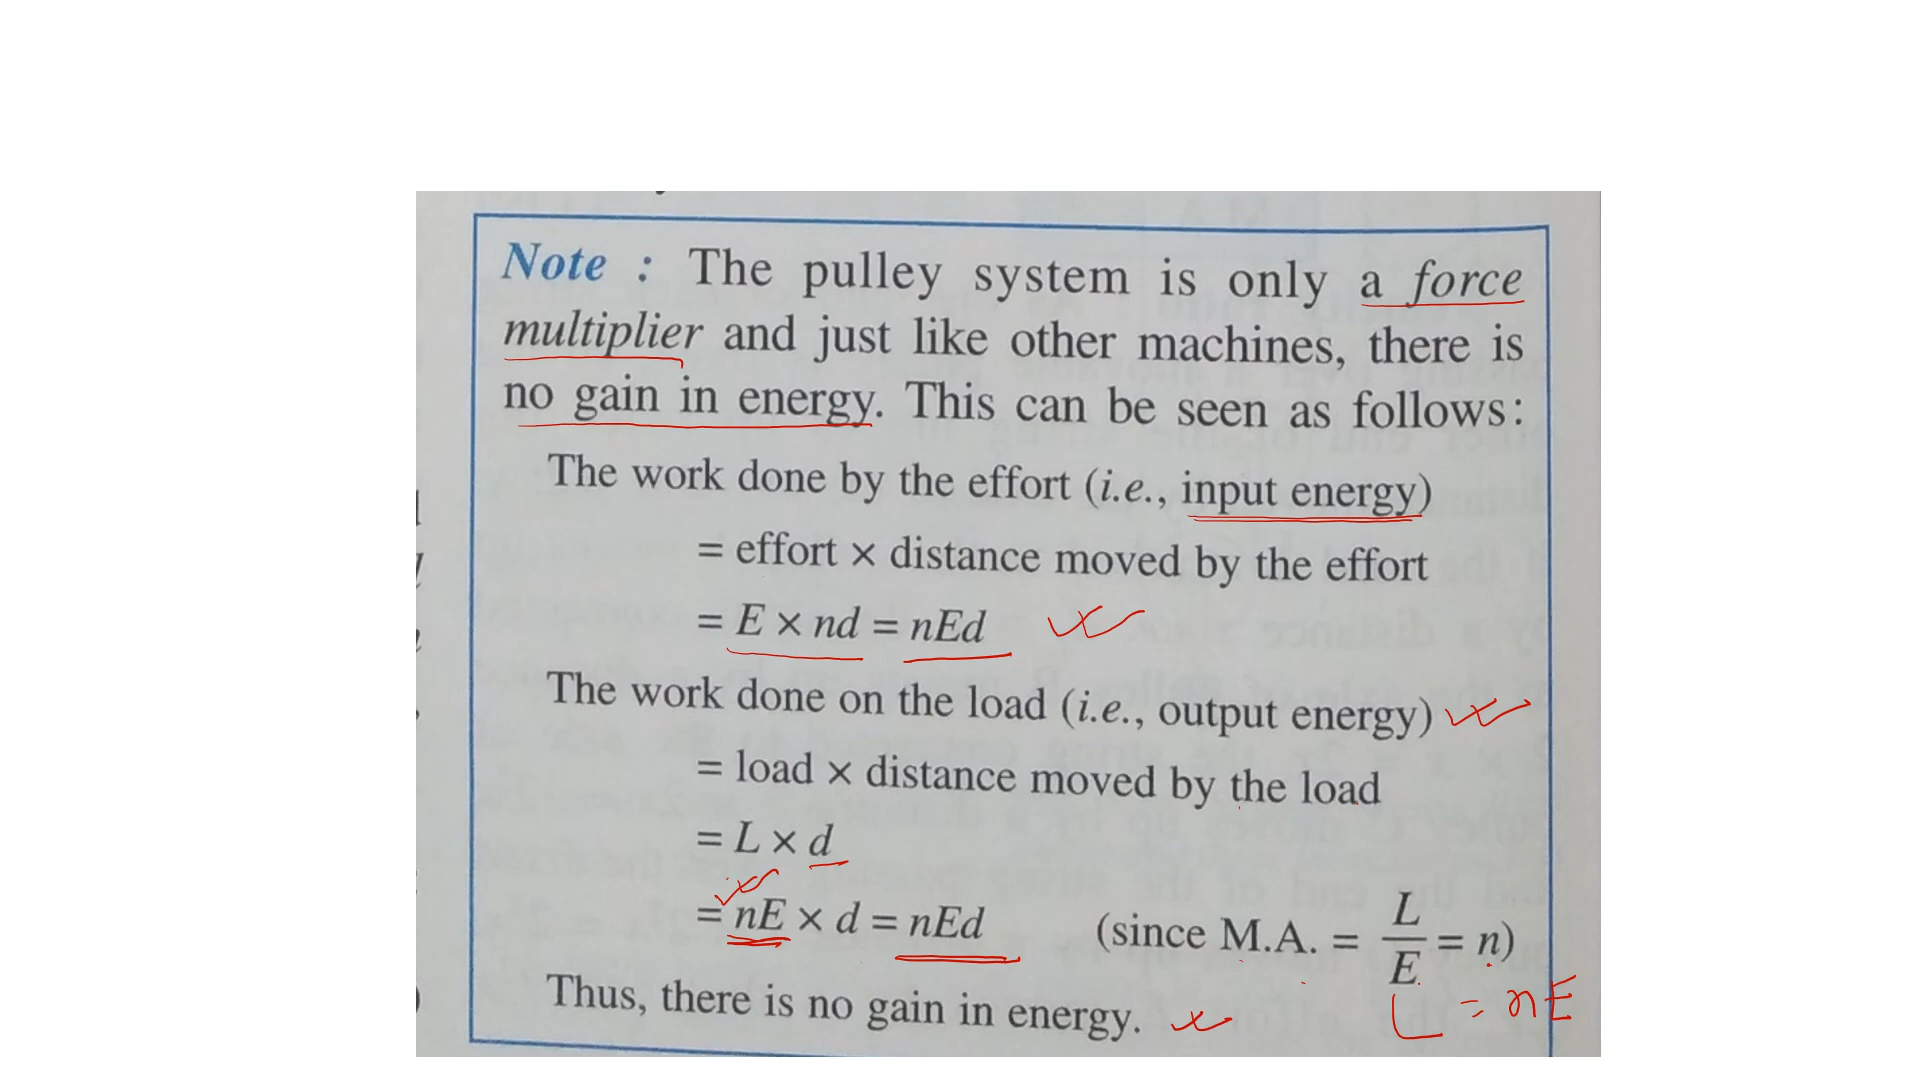 Note : The pulley system is only a force
multiplier and just like other machines, there is
no gain in energy. This can be seen as follows:
The work done by the effort (i.e., input energy)
= effort × distance moved by the effort
= E × nd = nEd
The work done on the load (i.e., output energy)
= load × distance moved by the load
= L × d
= nE × d = nEd (since M.A. = L/E = n)
L = nE
Thus, there is no gain in energy.